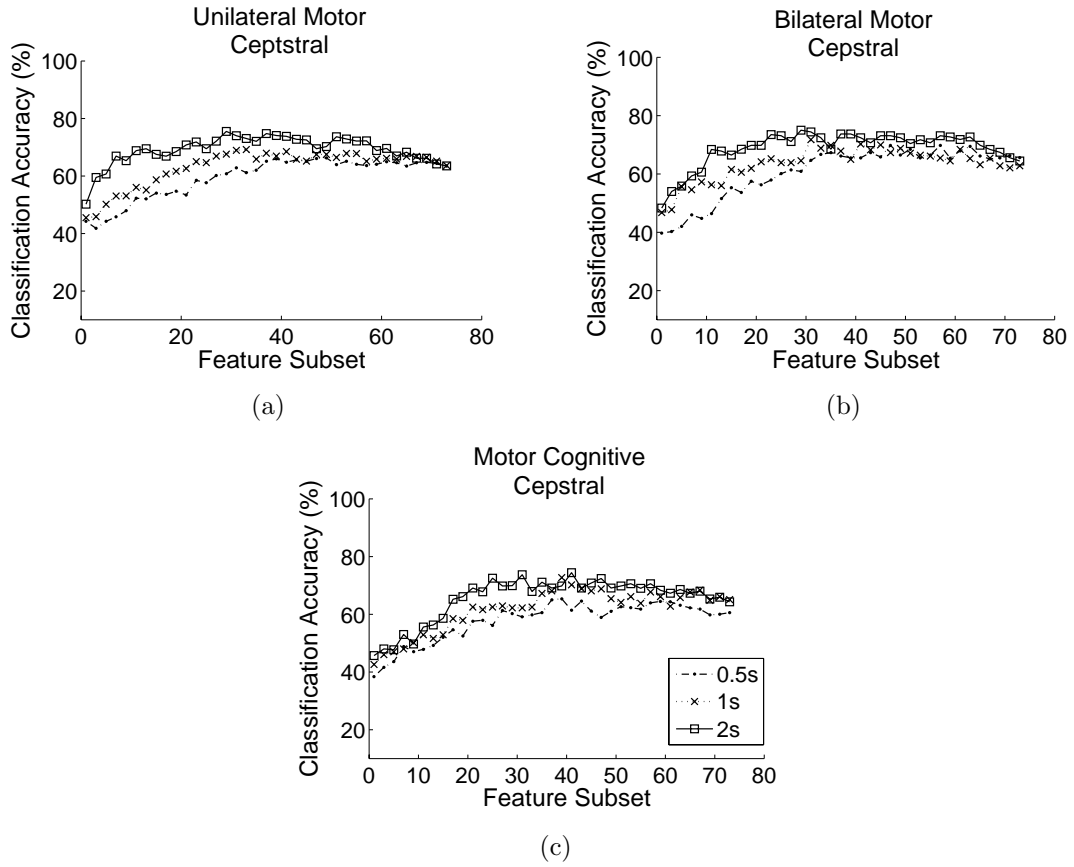 Unilateral Motor
Ceptstral
Classification Accuracy (%)
100
80
60
40
20
0 20 40 60 80
Feature Subset
(a)
Bilateral Motor
Cepstral
Classification Accuracy (%)
100
80
60
40
20
0 10 20 30 40 50 60 70 80
Feature Subset
(b)
Motor Cognitive
Cepstral
Classification Accuracy (%)
100
80
60
40
20
0 10 20 30 40 50 60 70 80
Feature Subset
0.5s
1s
2s
(c)